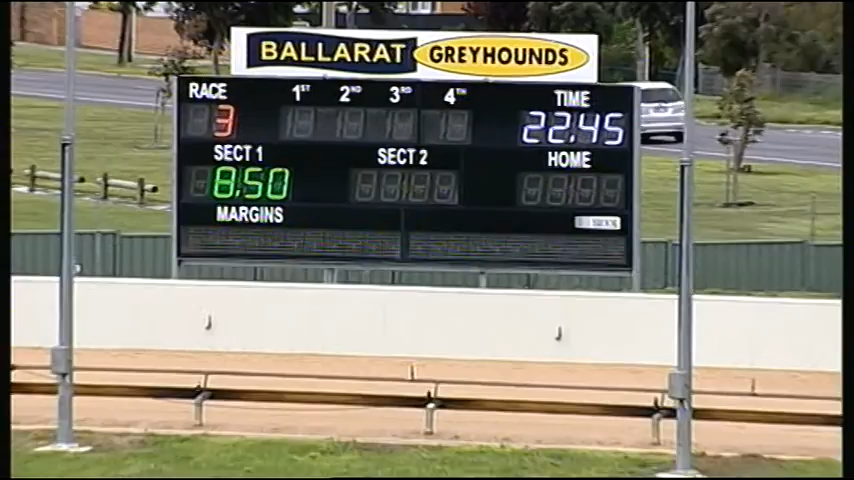 BALLARAT GREYHOUNDS
RACE 1ST 2ND 3RD 4TH TIME
3 22.45
SECT 1 SECT 2 HOME
8.50
MARGINS